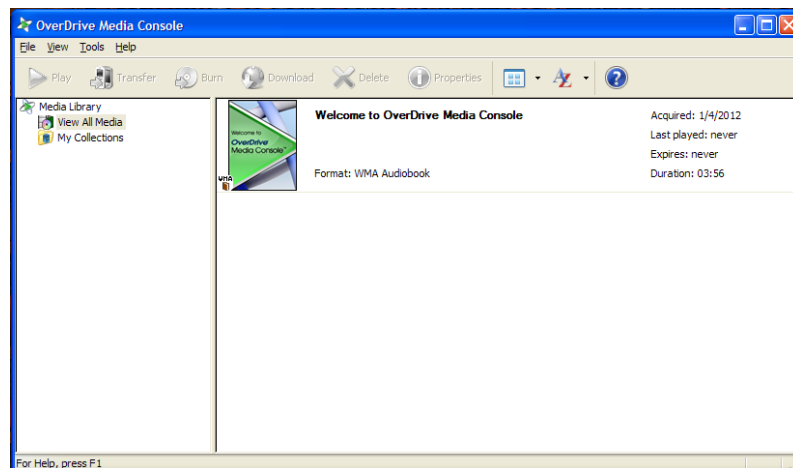 OverDrive Media Console
File View Tools Help
Play Transfer Burn Download Delete Properties
Media Library
View All Media
My Collections
Welcome to
OverDrive
Media Console™
WMA
Welcome to OverDrive Media Console
Format: WMA Audiobook
Acquired: 1/4/2012
Last played: never
Expires: never
Duration: 03:56
For Help, press F1